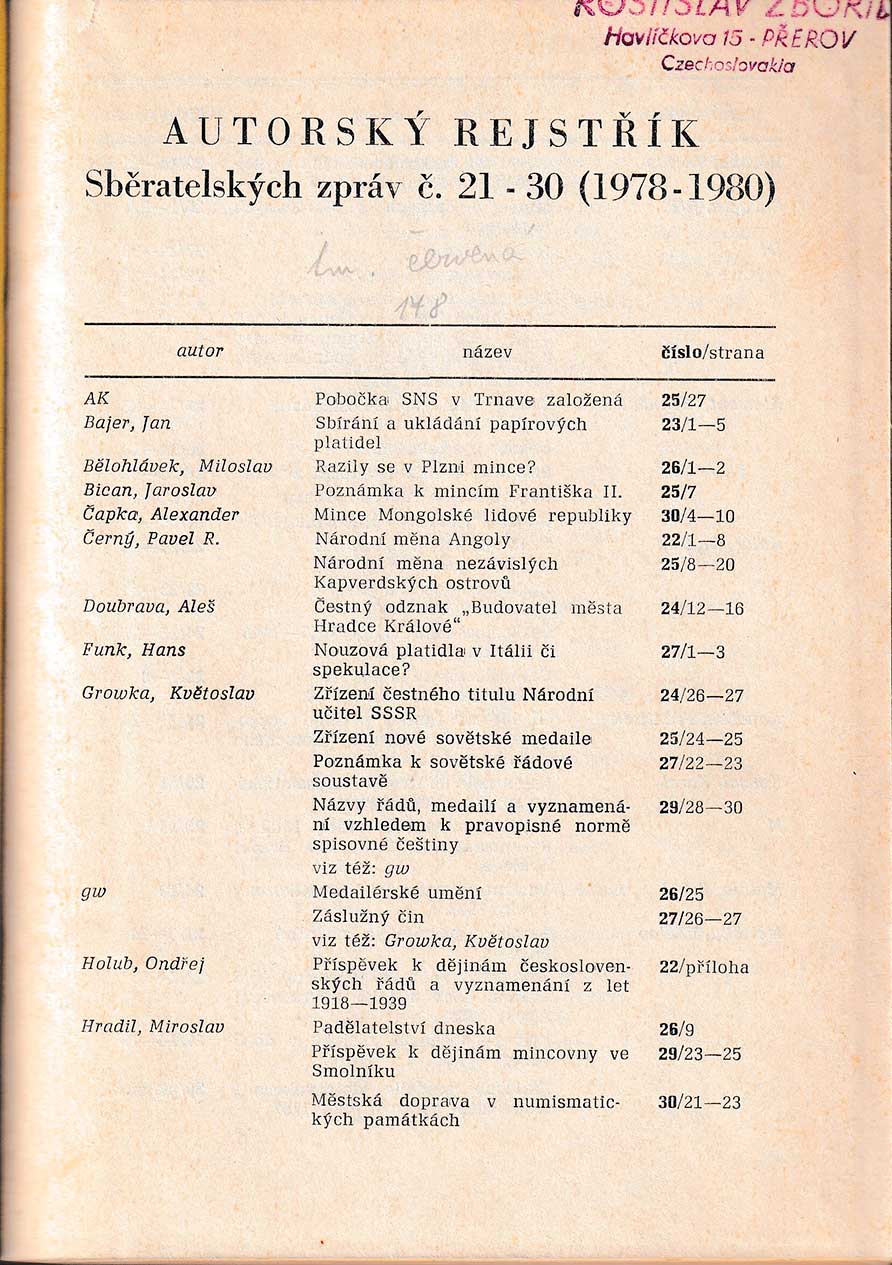 ROSTISLAV ZBOŘIL
Havlíčkova 15 - PŘEROV
Czechoslovakia
AUTORSKÝ REJSTŘÍK
Sběratelských zpráv č. 21 - 30 (1978-1980)
červená
148
autor název číslo/strana
AK Pobočka SNS v Trnave založená 25/27
Bajer, Jan Sbírání a ukládání papírových 23/1—5
platidel
Bělohlávek, Miloslav Razily se v Plzni mince? 26/1—2
Bican, Jaroslav Poznámka k mincím Františka II. 25/7
Čapka, Alexander Mince Mongolské lidové republiky 30/4—10
Černý, Pavel R. Národní měna Angoly 22/1—8
Národní měna nezávislých 25/8—20
Kapverdských ostrovů
Doubrava, Aleš Čestný odznak „Budovatel města 24/12—16
Hradce Králové“
Funk, Hans Nouzová platidla v Itálii či 27/1—3
spekulace?
Growka, Květoslav Zřízení čestného titulu Národní 24/26—27
učitel SSSR
Zřízení nové sovětské medaile 25/24—25
Poznámka k sovětské řádové 27/22—23
soustavě
Názvy řádů, medailí a vyznamená- 29/28—30
ní vzhledem k pravopisné normě
spisovné češtiny
viz též: gw
gw Medailérské umění 26/25
Záslužný čin 27/26—27
viz též: Growka, Květoslav
Holub, Ondřej Příspěvek k dějinám českosloven- 22/příloha
ských řádů a vyznamenání z let
1918—1939
Hradil, Miroslav Padělatelství dneska 26/9
Příspěvek k dějinám mincovny ve 29/23—25
Smolníku
Městská doprava v numismatic- 30/21—23
kých památkách